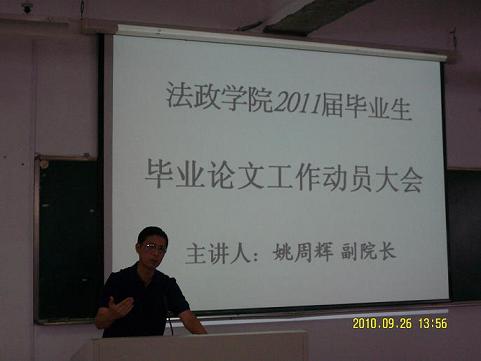 法政学院2011届毕业生
毕业论文工作动员大会
主讲人：姚周辉 副院长
2010.09.26 13:56